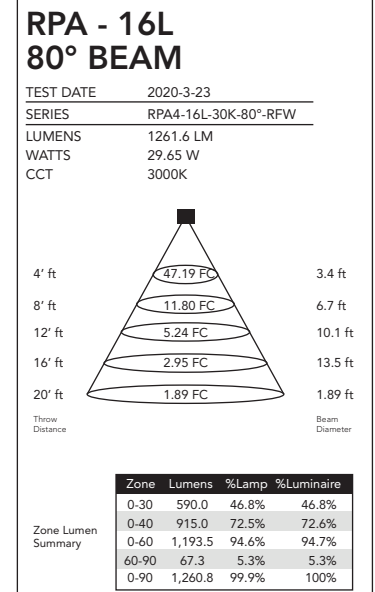 RPA - 16L
80° BEAM
TEST DATE 2020-3-23
SERIES RPA4-16L-30K-80°-RFW
LUMENS 1261.6 LM
WATTS 29.65 W
CCT 3000K
4’ ft 47.19 FC 3.4 ft
8’ ft 11.80 FC 6.7 ft
12’ ft 5.24 FC 10.1 ft
16’ ft 2.95 FC 13.5 ft
20’ ft 1.89 FC 1.89 ft
Throw
Distance
Beam
Diameter
Zone Lumens %Lamp %Luminaire
0-30 590.0 46.8% 46.8%
0-40 915.0 72.5% 72.6%
0-60 1,193.5 94.6% 94.7%
60-90 67.3 5.3% 5.3%
0-90 1,260.8 99.9% 100%
Zone Lumen
Summary